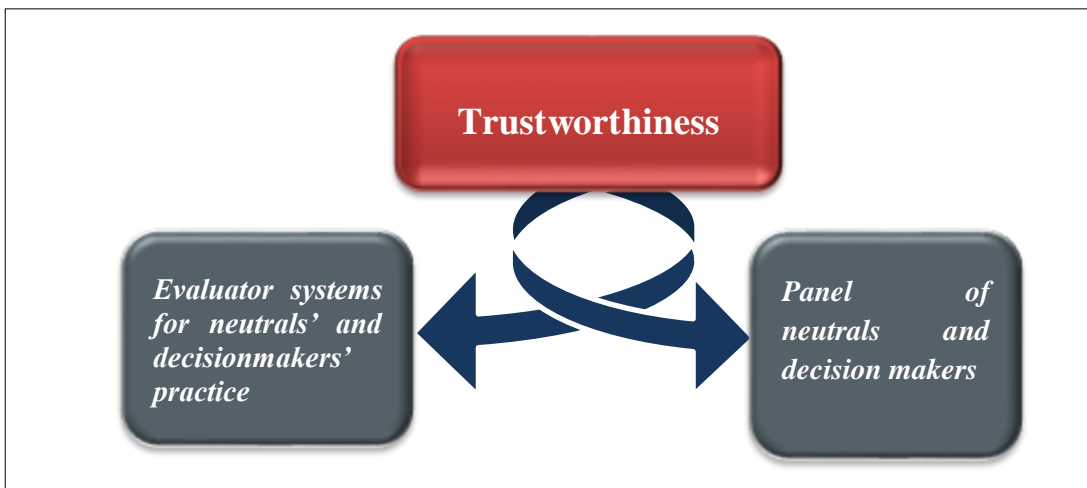 Trustworthiness
Evaluator systems
for neutrals’ and
decisionmakers’
practice
Panel of
neutrals and
decision makers